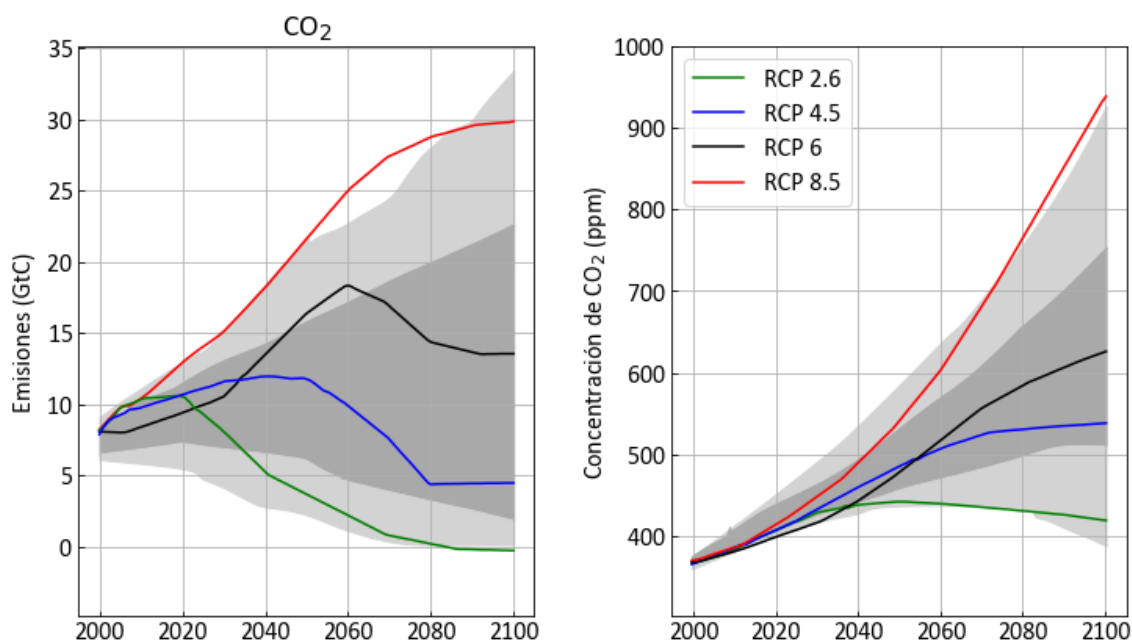 CO₂
35
30
25
20
15
10
5
0
Emisiones (GtC)
2000 2020 2040 2060 2080 2100
1000
900
800
700
600
500
400
Concentración de CO₂ (ppm)
RCP 2.6
RCP 4.5
RCP 6
RCP 8.5
2000 2020 2040 2060 2080 2100